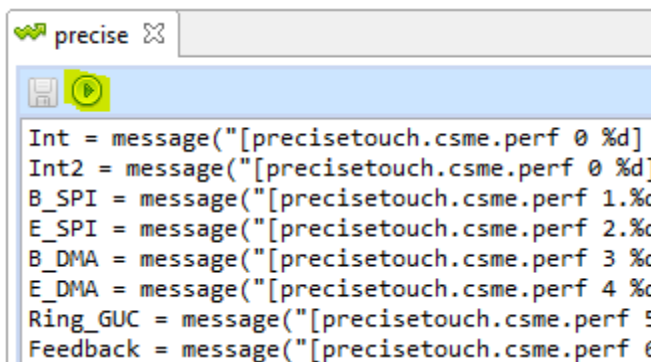 precise
Int = message("[precisetouch.csme.perf 0 %d]
Int2 = message("[precisetouch.csme.perf 0 %d]
B_SPI = message("[precisetouch.csme.perf 1.%d
E_SPI = message("[precisetouch.csme.perf 2.%d
B_DMA = message("[precisetouch.csme.perf 3 %d
E_DMA = message("[precisetouch.csme.perf 4 %d
Ring_GUC = message("[precisetouch.csme.perf 5
Feedback = message("[precisetouch.csme.perf 6